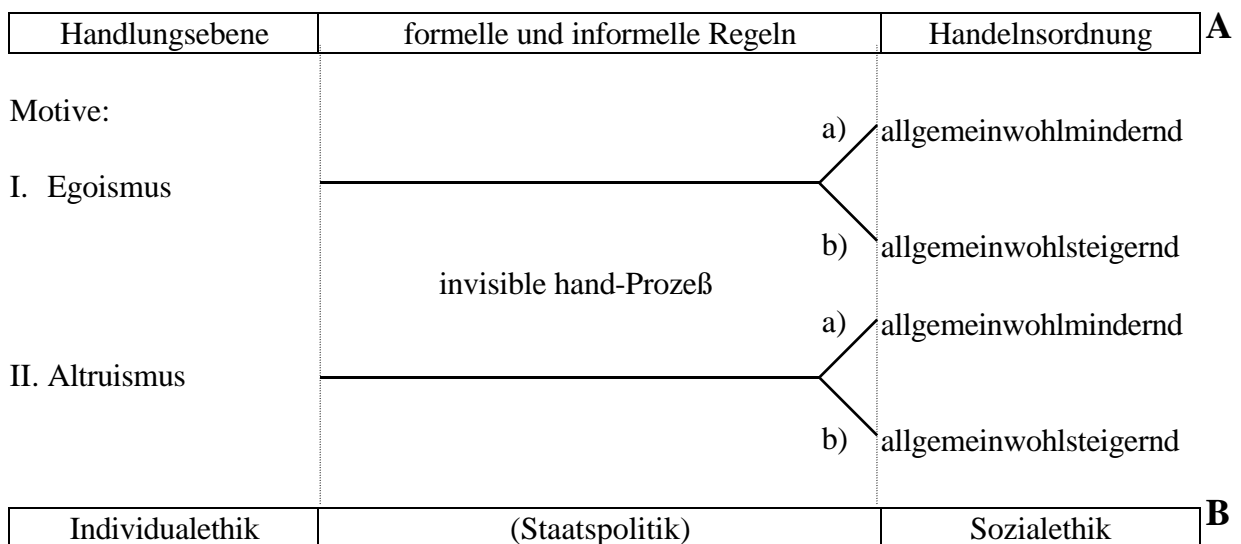 Handlungsebene formelle und informelle Regeln Handelnsordnung A
Motive:
a) allgemeinwohlmindernd
I. Egoismus
b) allgemeinwohlsteigernd
invisible hand-Prozeß
a) allgemeinwohlmindernd
II. Altruismus
b) allgemeinwohlsteigernd
Individualethik (Staatspolitik) Sozialethik B